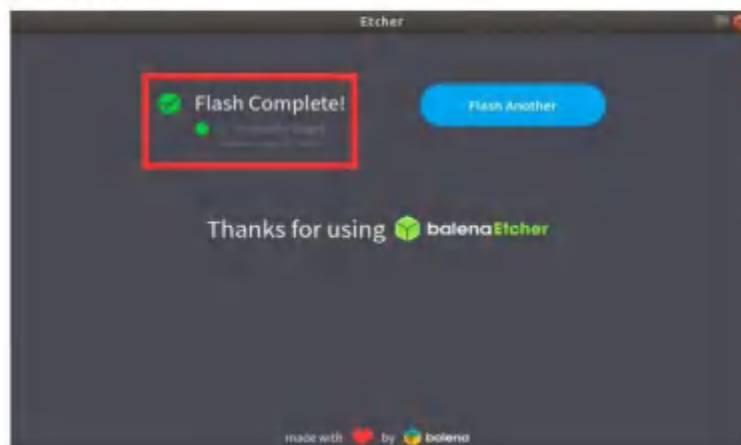 Etcher
Flash Complete!
Flash Another
Thanks for using balenaEtcher
made with by balena